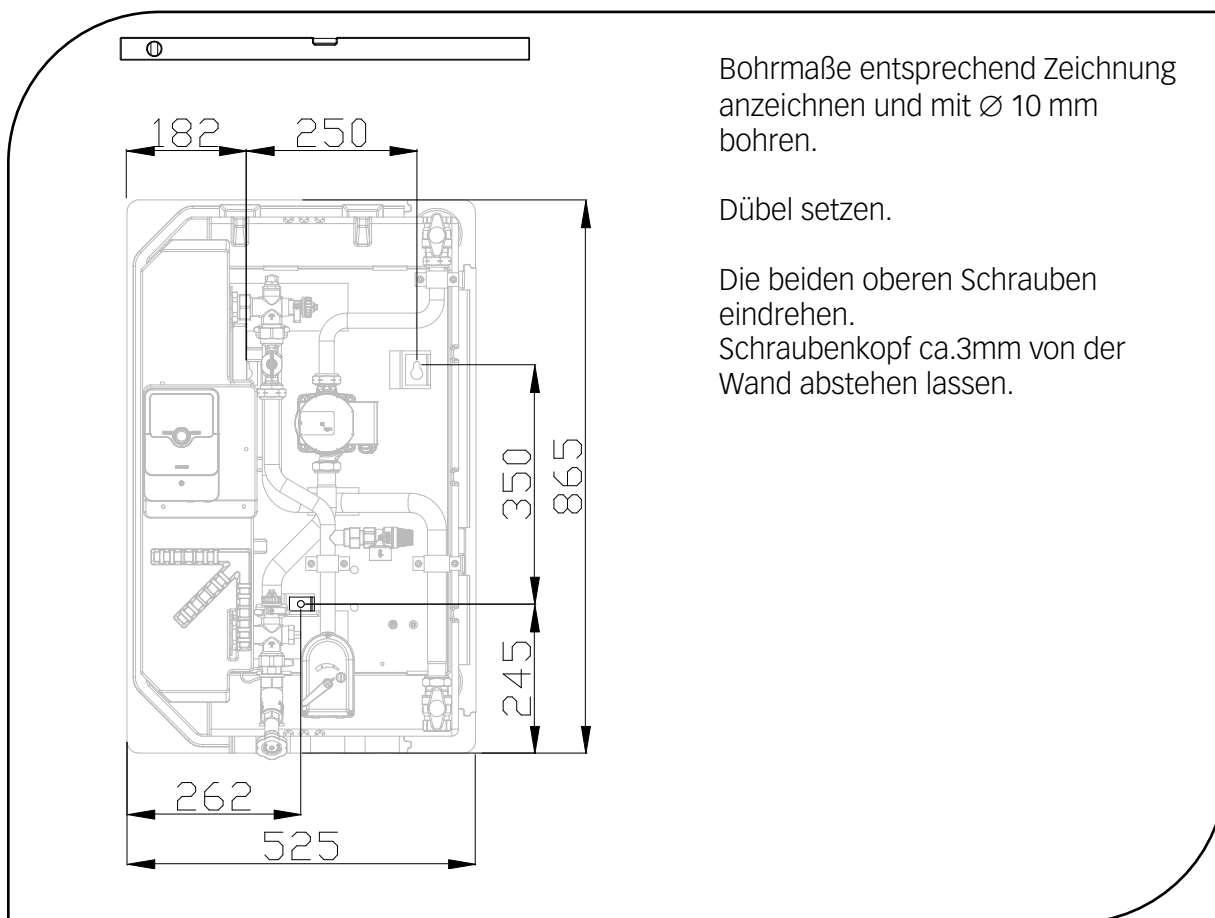 Bohrmaße entsprechend Zeichnung
anzeichnen und mit ∅ 10 mm
bohren.
Dübel setzen.
Die beiden oberen Schrauben
eindrehen.
Schraubenkopf ca.3mm von der
Wand abstehen lassen.
182
250
350
865
245
262
525